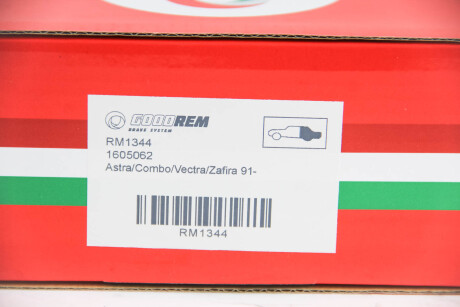 GOODREM
BRAKE SYSTEM
RM1344
1605062
Astra/Combo/Vectra/Zafira 91-
RM1344